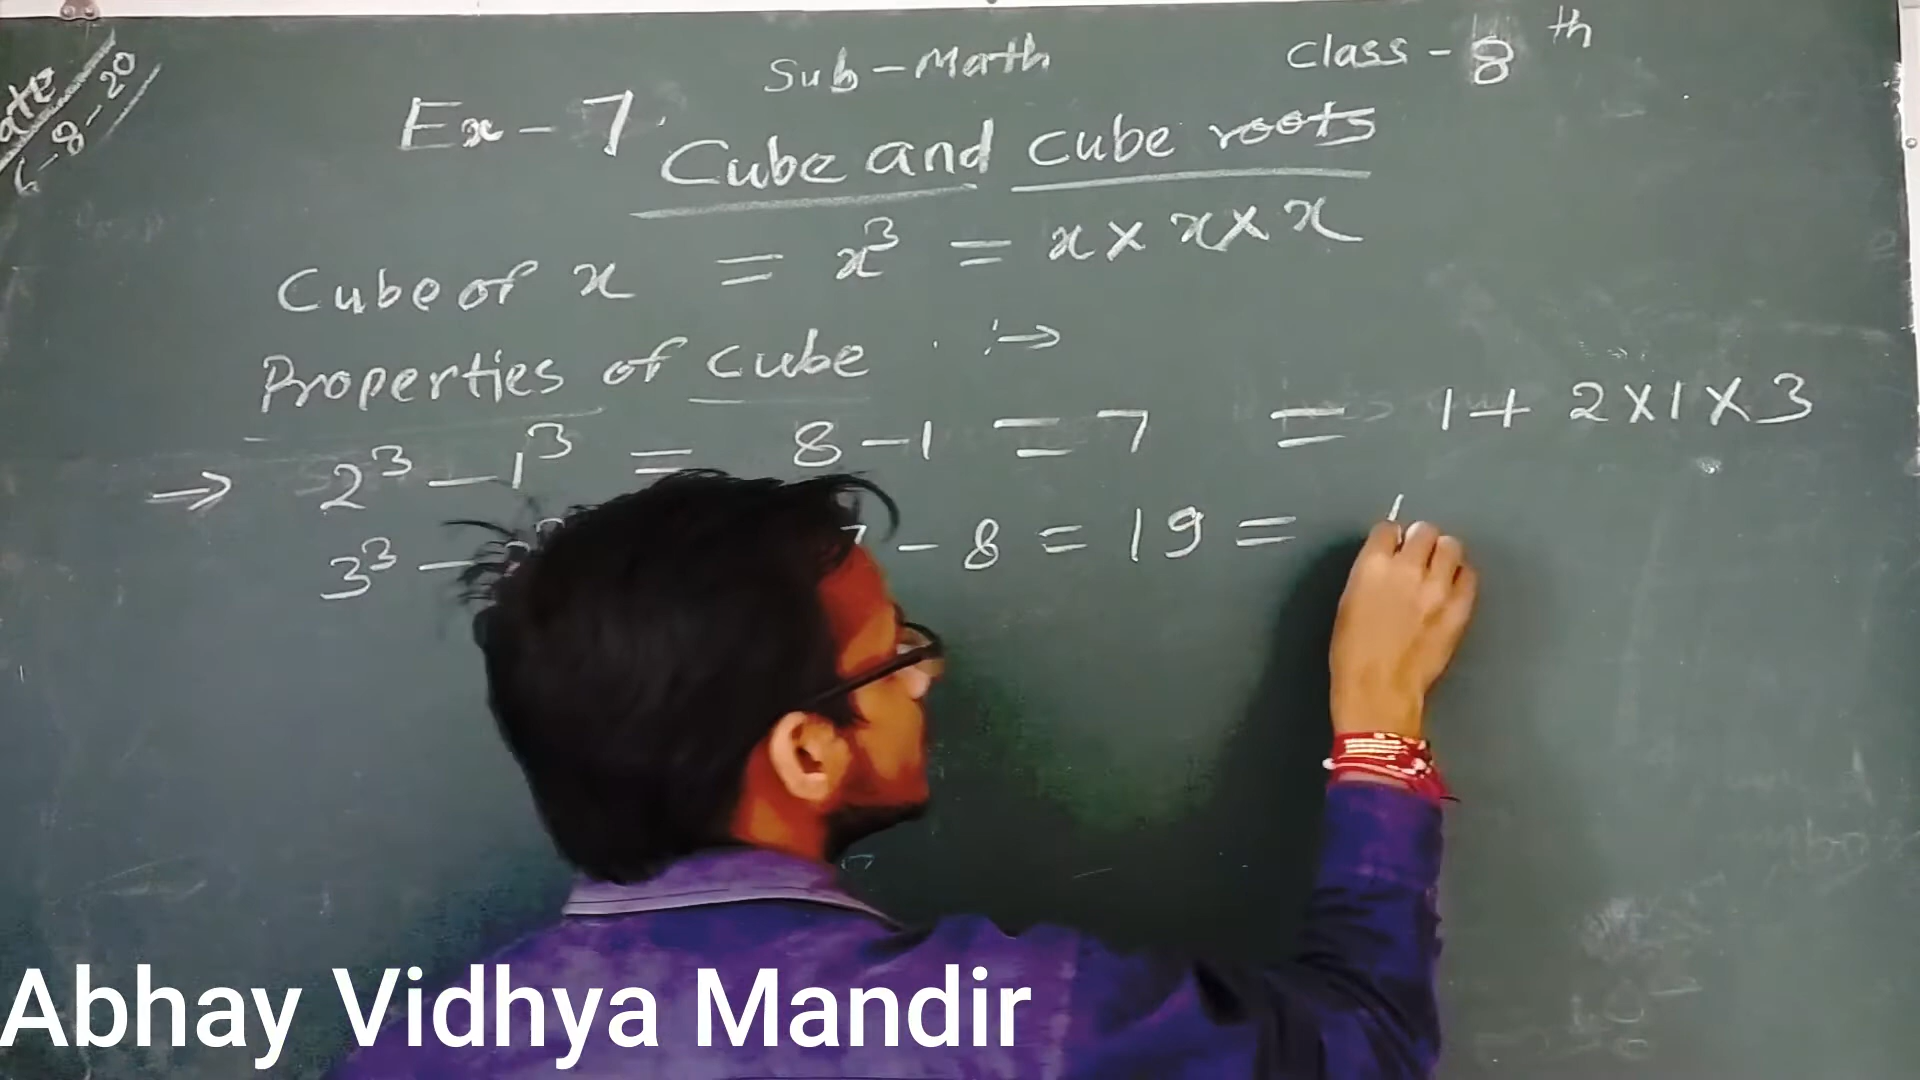 Sub-Math
Class-8th
6-8-20
Ex-7 Cube and cube roots
Cube of x = x³ = x × x × x
Properties of cube :→
→ 2³ - 1³ = 8 - 1 = 7 = 1 + 2×1×3
3³ - - 8 = 19 = 1
Abhay Vidhya Mandir